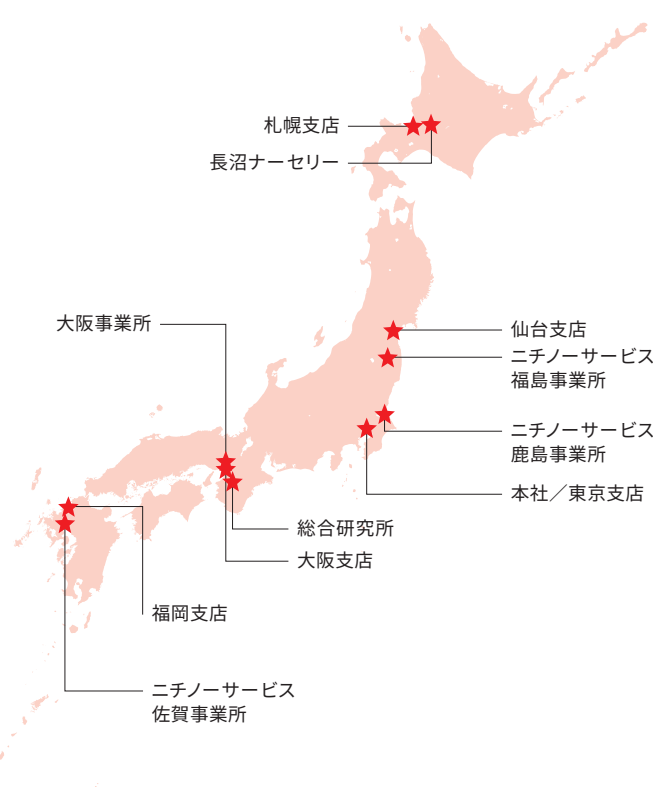 札幌支店
長沼ナーセリー
大阪事業所
仙台支店
ニチノーサービス
福島事業所
ニチノーサービス
鹿島事業所
本社／東京支店
総合研究所
大阪支店
福岡支店
ニチノーサービス
佐賀事業所